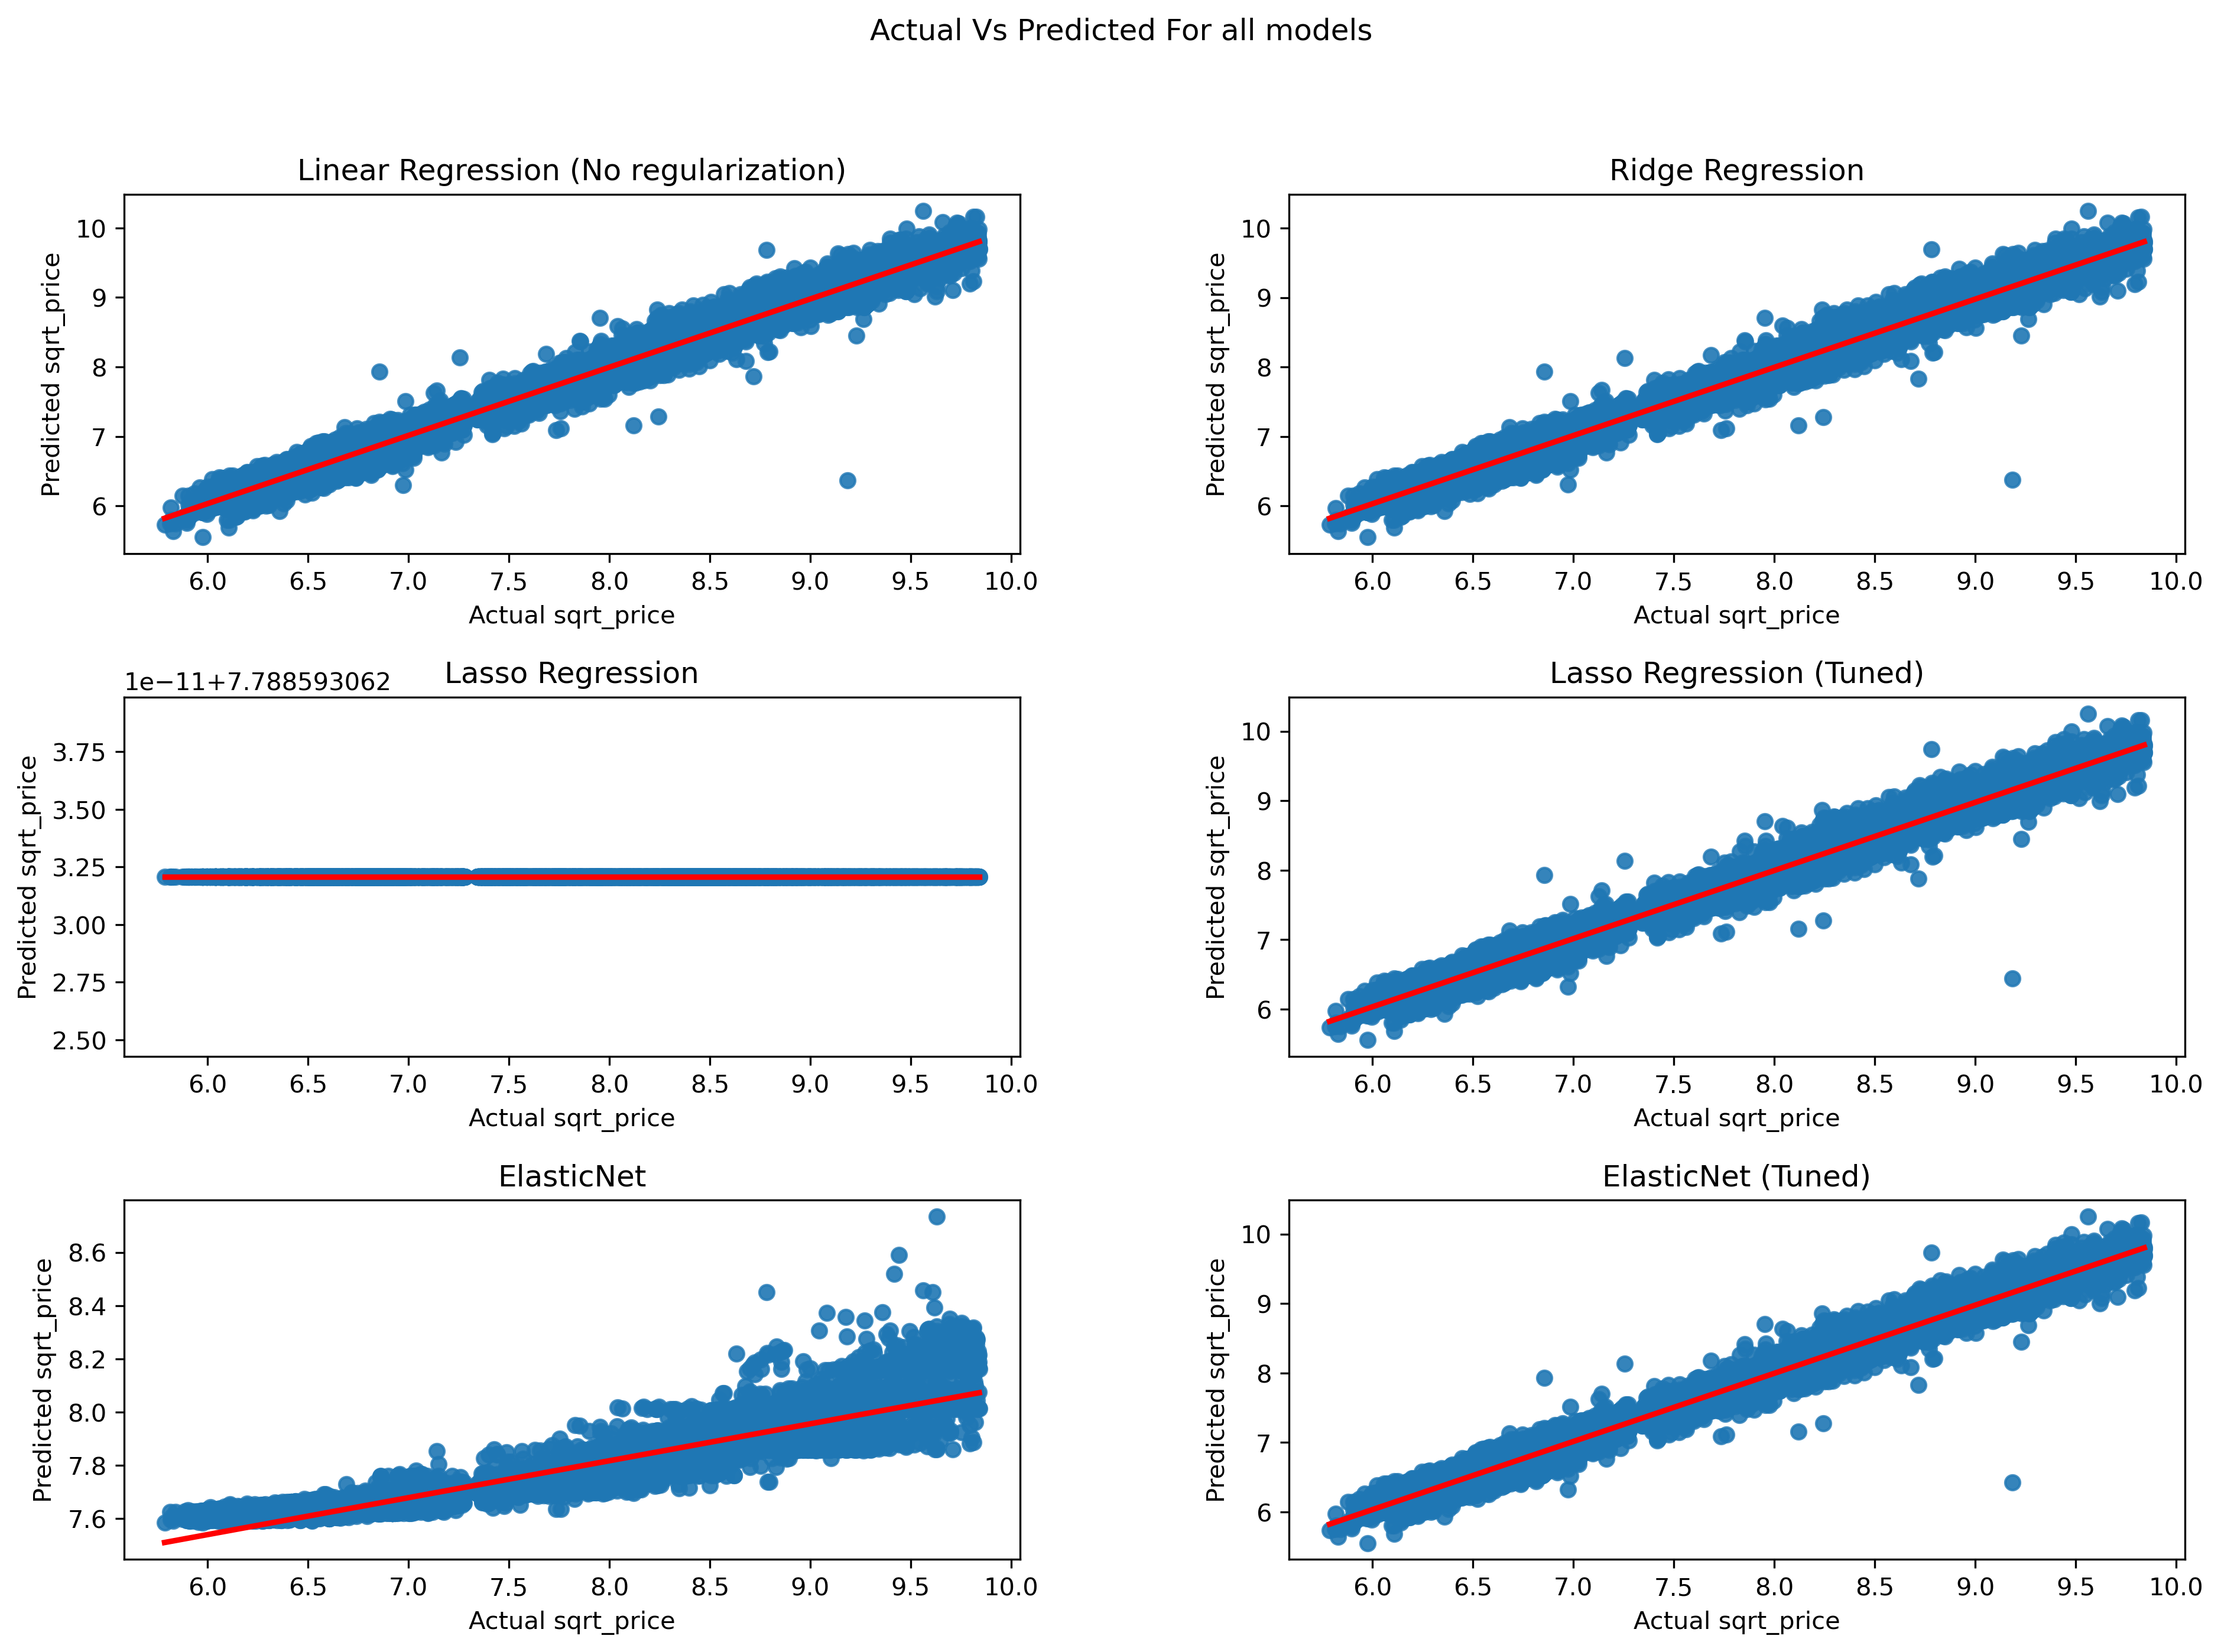 Actual Vs Predicted For all models
Linear Regression (No regularization)
Predicted sqrt_price
10
9
8
7
6
6.0 6.5 7.0 7.5 8.0 8.5 9.0 9.5 10.0
Actual sqrt_price
Ridge Regression
Predicted sqrt_price
10
9
8
7
6
6.0 6.5 7.0 7.5 8.0 8.5 9.0 9.5 10.0
Actual sqrt_price
1e−11+7.788593062
Lasso Regression
Predicted sqrt_price
3.75
3.50
3.25
3.00
2.75
2.50
6.0 6.5 7.0 7.5 8.0 8.5 9.0 9.5 10.0
Actual sqrt_price
Lasso Regression (Tuned)
Predicted sqrt_price
10
9
8
7
6
6.0 6.5 7.0 7.5 8.0 8.5 9.0 9.5 10.0
Actual sqrt_price
ElasticNet
Predicted sqrt_price
8.6
8.4
8.2
8.0
7.8
7.6
6.0 6.5 7.0 7.5 8.0 8.5 9.0 9.5 10.0
Actual sqrt_price
ElasticNet (Tuned)
Predicted sqrt_price
10
9
8
7
6
6.0 6.5 7.0 7.5 8.0 8.5 9.0 9.5 10.0
Actual sqrt_price